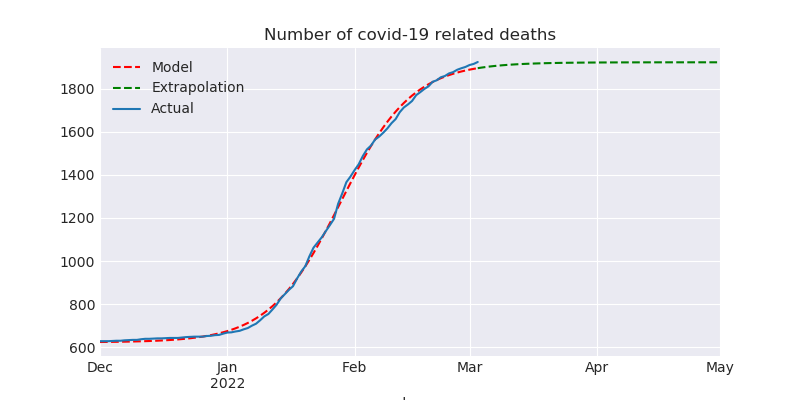 Number of covid-19 related deaths
Model
Extrapolation
Actual
1800
1600
1400
1200
1000
800
600
Dec Jan Feb Mar Apr May
2022